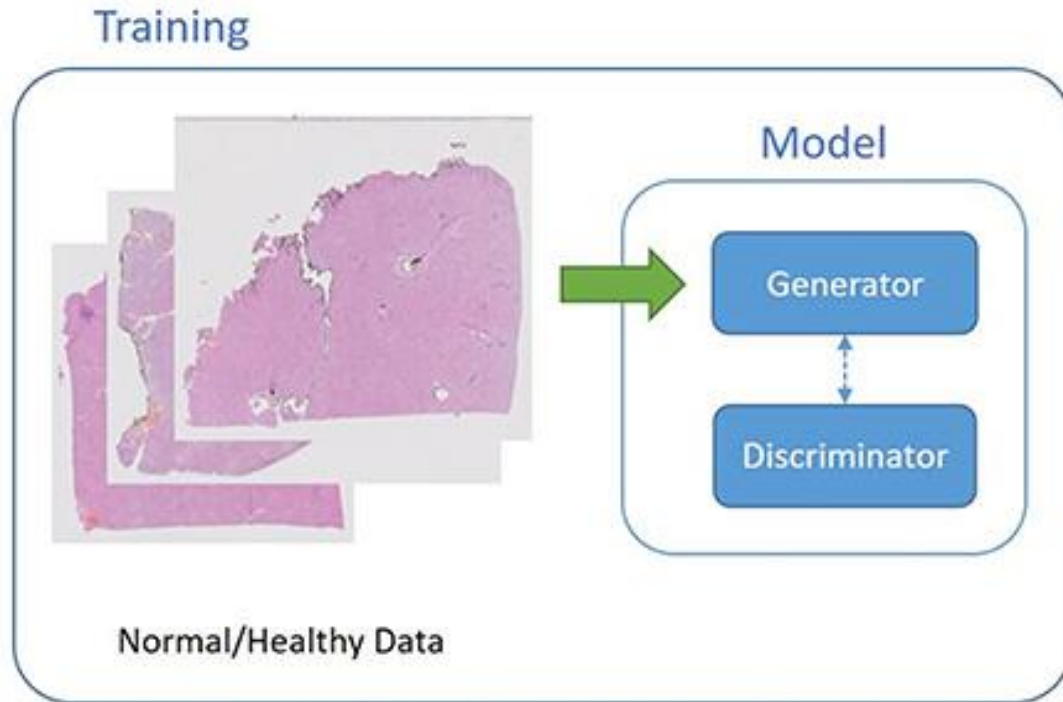 Training
Model
Generator
Discriminator
Normal/Healthy Data